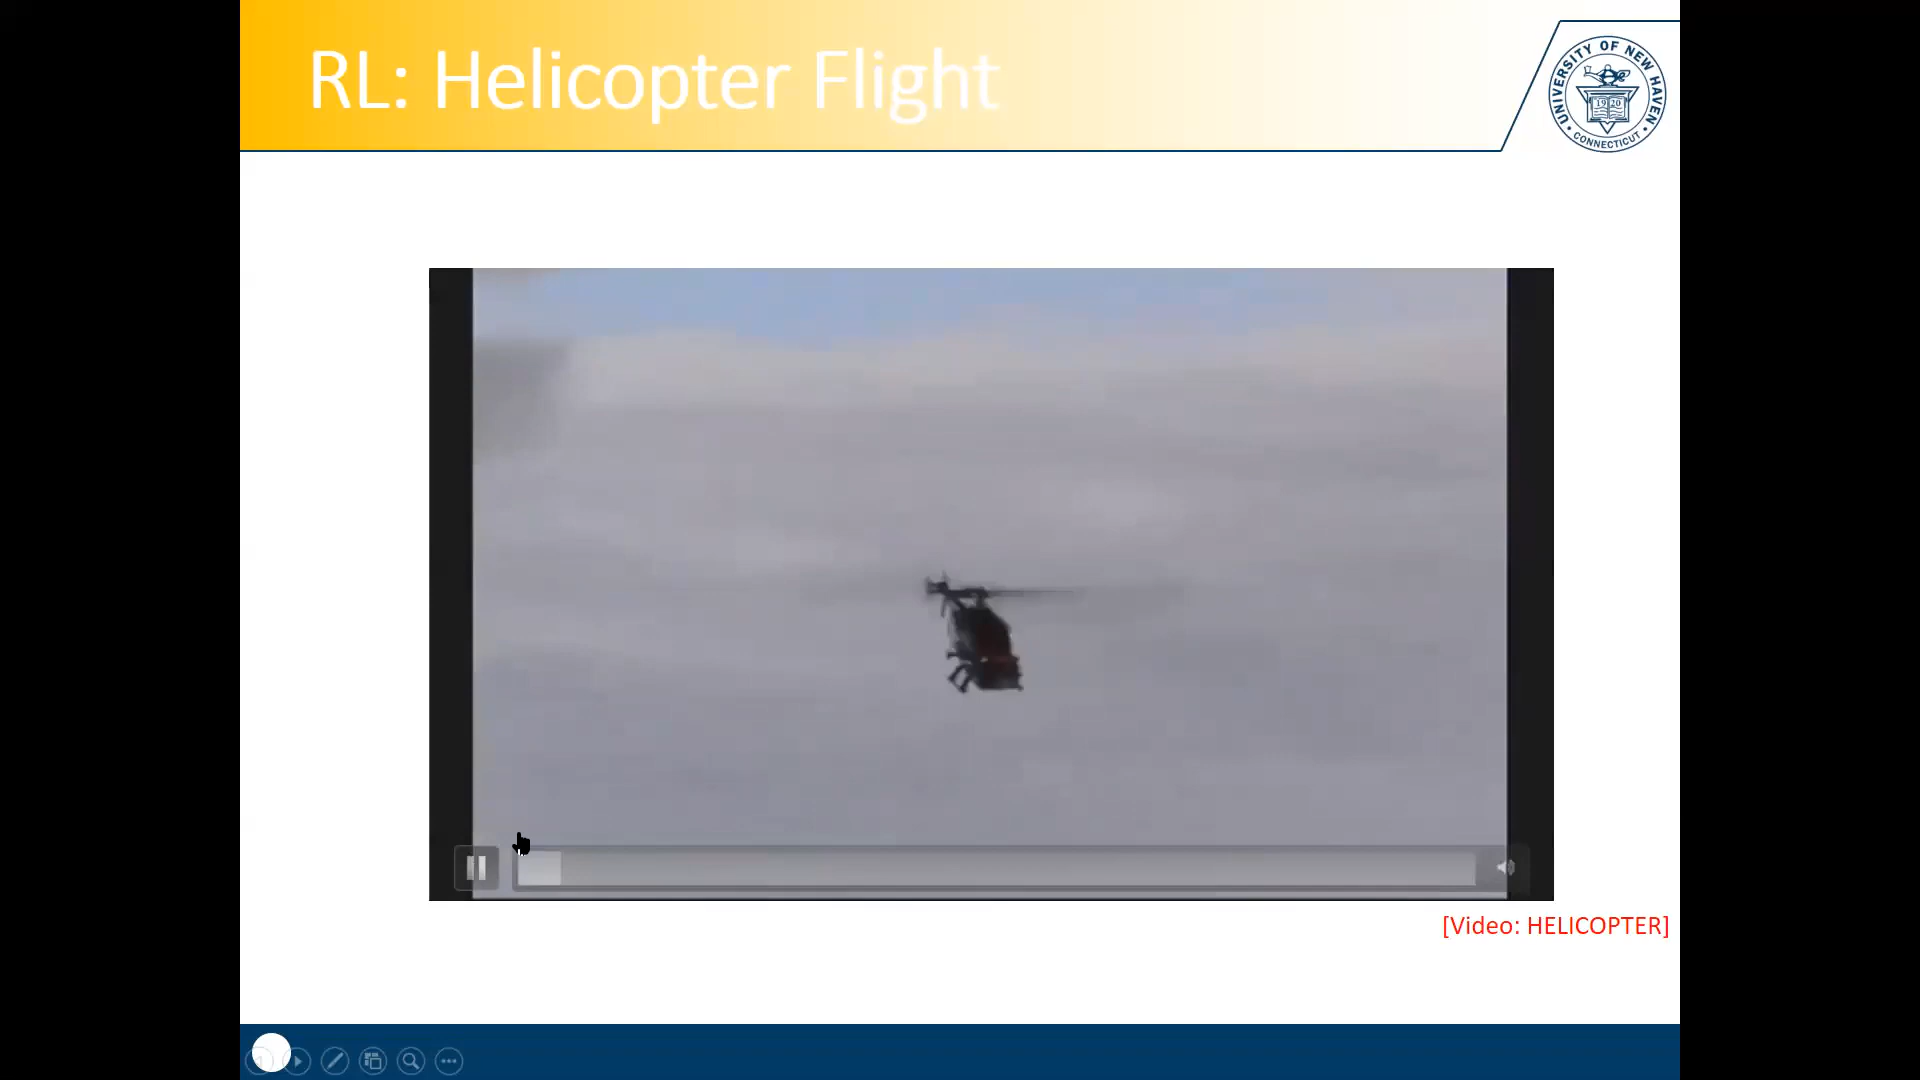 RL: Helicopter Flight
UNIVERSITY OF NEW HAVEN
1920
CONNECTICUT
[Video: HELICOPTER]